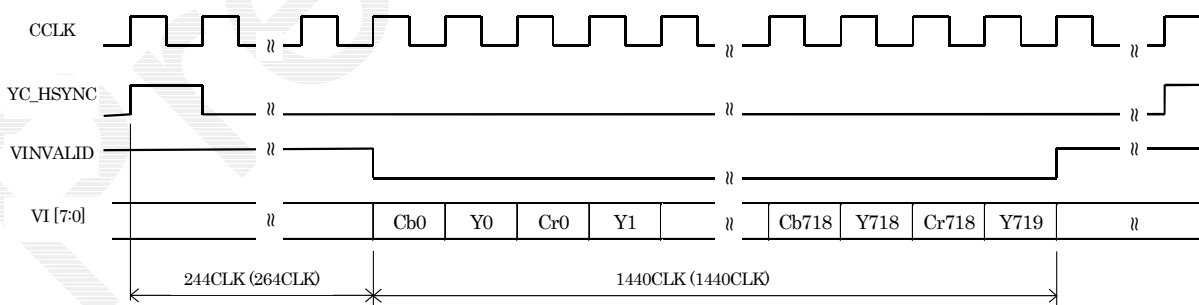 CCLK
YC_HSYNC
VINVALID
VI [7:0]
Cb0 Y0 Cr0 Y1 Cb718 Y718 Cr718 Y719
244CLK (264CLK) 1440CLK (1440CLK)